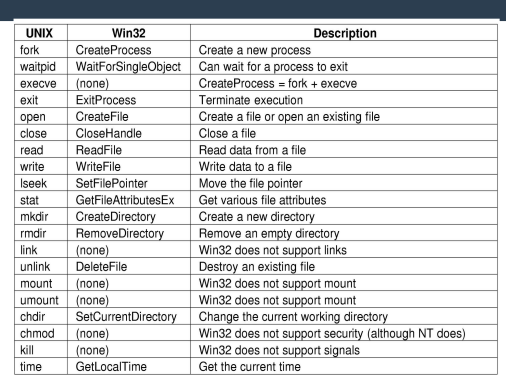 UNIX Win32 Description
fork CreateProcess Create a new process
waitpid WaitForSingleObject Can wait for a process to exit
execve (none) CreateProcess = fork + execve
exit ExitProcess Terminate execution
open CreateFile Create a file or open an existing file
close CloseHandle Close a file
read ReadFile Read data from a file
write WriteFile Write data to a file
lseek SetFilePointer Move the file pointer
stat GetFileAttributesEx Get various file attributes
mkdir CreateDirectory Create a new directory
rmdir RemoveDirectory Remove an empty directory
link (none) Win32 does not support links
unlink DeleteFile Destroy an existing file
mount (none) Win32 does not support mount
umount (none) Win32 does not support mount
chdir SetCurrentDirectory Change the current working directory
chmod (none) Win32 does not support security (although NT does)
kill (none) Win32 does not support signals
time GetLocalTime Get the current time